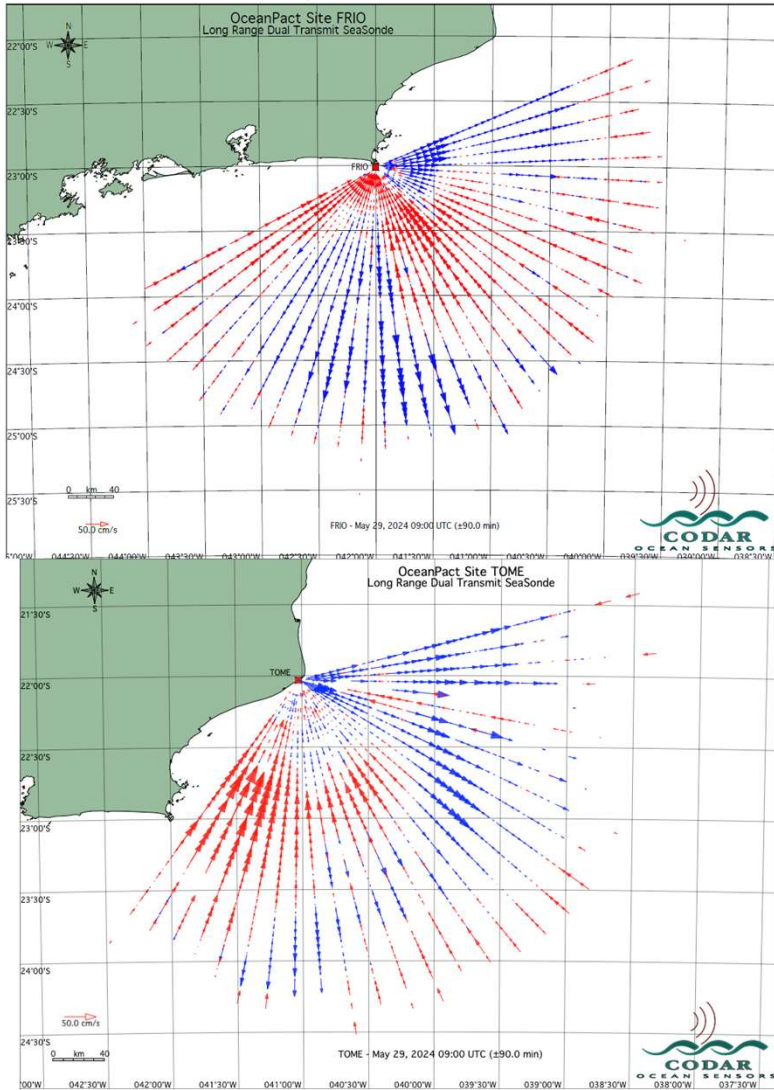 OceanPact Site FRIO
Long Range Dual Transmit SeaSonde
N
W E
S
22°00'S
22°30'S
23°00'S
23°30'S
24°00'S
24°30'S
25°00'S
25°30'S
FRIO
0 km 40
50.0 cm/s
FRIO - May 29, 2024 09:00 UTC (±90.0 min)
CODAR
OCEAN SENSORS
5°00'W 044°30'W 044°00'W 043°30'W 043°00'W 042°30'W 042°00'W 041°30'W 041°00'W 040°30'W 040°00'W 039°30'W 039°00'W 038°30'W
OceanPact Site TOME
Long Range Dual Transmit SeaSonde
N
W E
S
21°30'S
22°00'S
22°30'S
23°00'S
23°30'S
24°00'S
24°30'S
TOME
50.0 cm/s
0 km 40
TOME - May 29, 2024 09:00 UTC (±90.0 min)
CODAR
OCEAN SENSORS
00'W 042°30'W 042°00'W 041°30'W 041°00'W 040°30'W 040°00'W 039°30'W 039°00'W 038°30'W 038°00'W 037°30'W